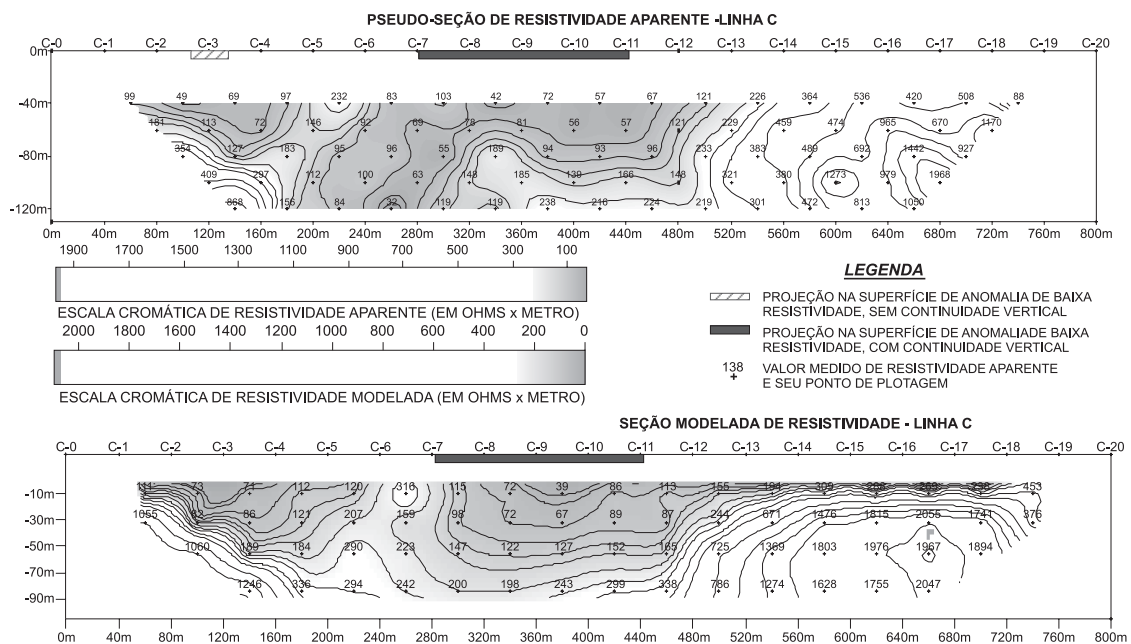 PSEUDO-SEÇÃO DE RESISTIVIDADE APARENTE -LINHA C
C-0 C-1 C-2 C-3 C-4 C-5 C-6 C-7 C-8 C-9 C-10 C-11 C-12 C-13 C-14 C-15 C-16 C-17 C-18 C-19 C-20
0m
99 49 69 97 232 83 103 42 72 57 67 121 226 364 536 420 508 88
-40m
181 113 72 146 92 69 78 81 56 57 121 229 459 474 965 670 1170
354 127 183 95 96 55 189 94 93 96 233 383 489 692 1442 927
-80m
409 297 112 100 63 148 185 139 166 148 321 380 1273 979 1968
868 156 84 32 119 119 238 216 224 219 301 472 813 1050
-120m
0m 40m 80m 120m 160m 200m 240m 280m 320m 360m 400m 440m 480m 520m 560m 600m 640m 680m 720m 760m 800m
1900 1700 1500 1300 1100 900 700 500 300 100
ESCALA CROMÁTICA DE RESISTIVIDADE APARENTE (EM OHMS x METRO)
2000 1800 1600 1400 1200 1000 800 600 400 200 0
ESCALA CROMÁTICA DE RESISTIVIDADE MODELADA (EM OHMS x METRO)
LEGENDA
PROJEÇÃO NA SUPERFÍCIE DE ANOMALIA DE BAIXA
RESISTIVIDADE, SEM CONTINUIDADE VERTICAL
PROJEÇÃO NA SUPERFÍCIE DE ANOMALIADE BAIXA
RESISTIVIDADE, COM CONTINUIDADE VERTICAL
138 VALOR MEDIDO DE RESISTIVIDADE APARENTE
E SEU PONTO DE PLOTAGEM
SEÇÃO MODELADA DE RESISTIVIDADE - LINHA C
C-0 C-1 C-2 C-3 C-4 C-5 C-6 C-7 C-8 C-9 C-10 C-11 C-12 C-13 C-14 C-15 C-16 C-17 C-18 C-19 C-20
111 73 71 112 120 316 115 72 39 86 113 155 194 309 269 238 453
-10m
1055 82 86 121 207 159 98 72 67 89 87 244 671 1476 1815 2055 1741 376
-30m
1060 189 184 290 223 147 122 127 152 165 725 1369 1803 1976 1967 1894
-50m
-70m
1246 336 294 242 200 198 243 299 338 786 1274 1628 1755 2047
-90m
0m 40m 80m 120m 160m 200m 240m 280m 320m 360m 400m 440m 480m 520m 560m 600m 640m 680m 720m 760m 800m